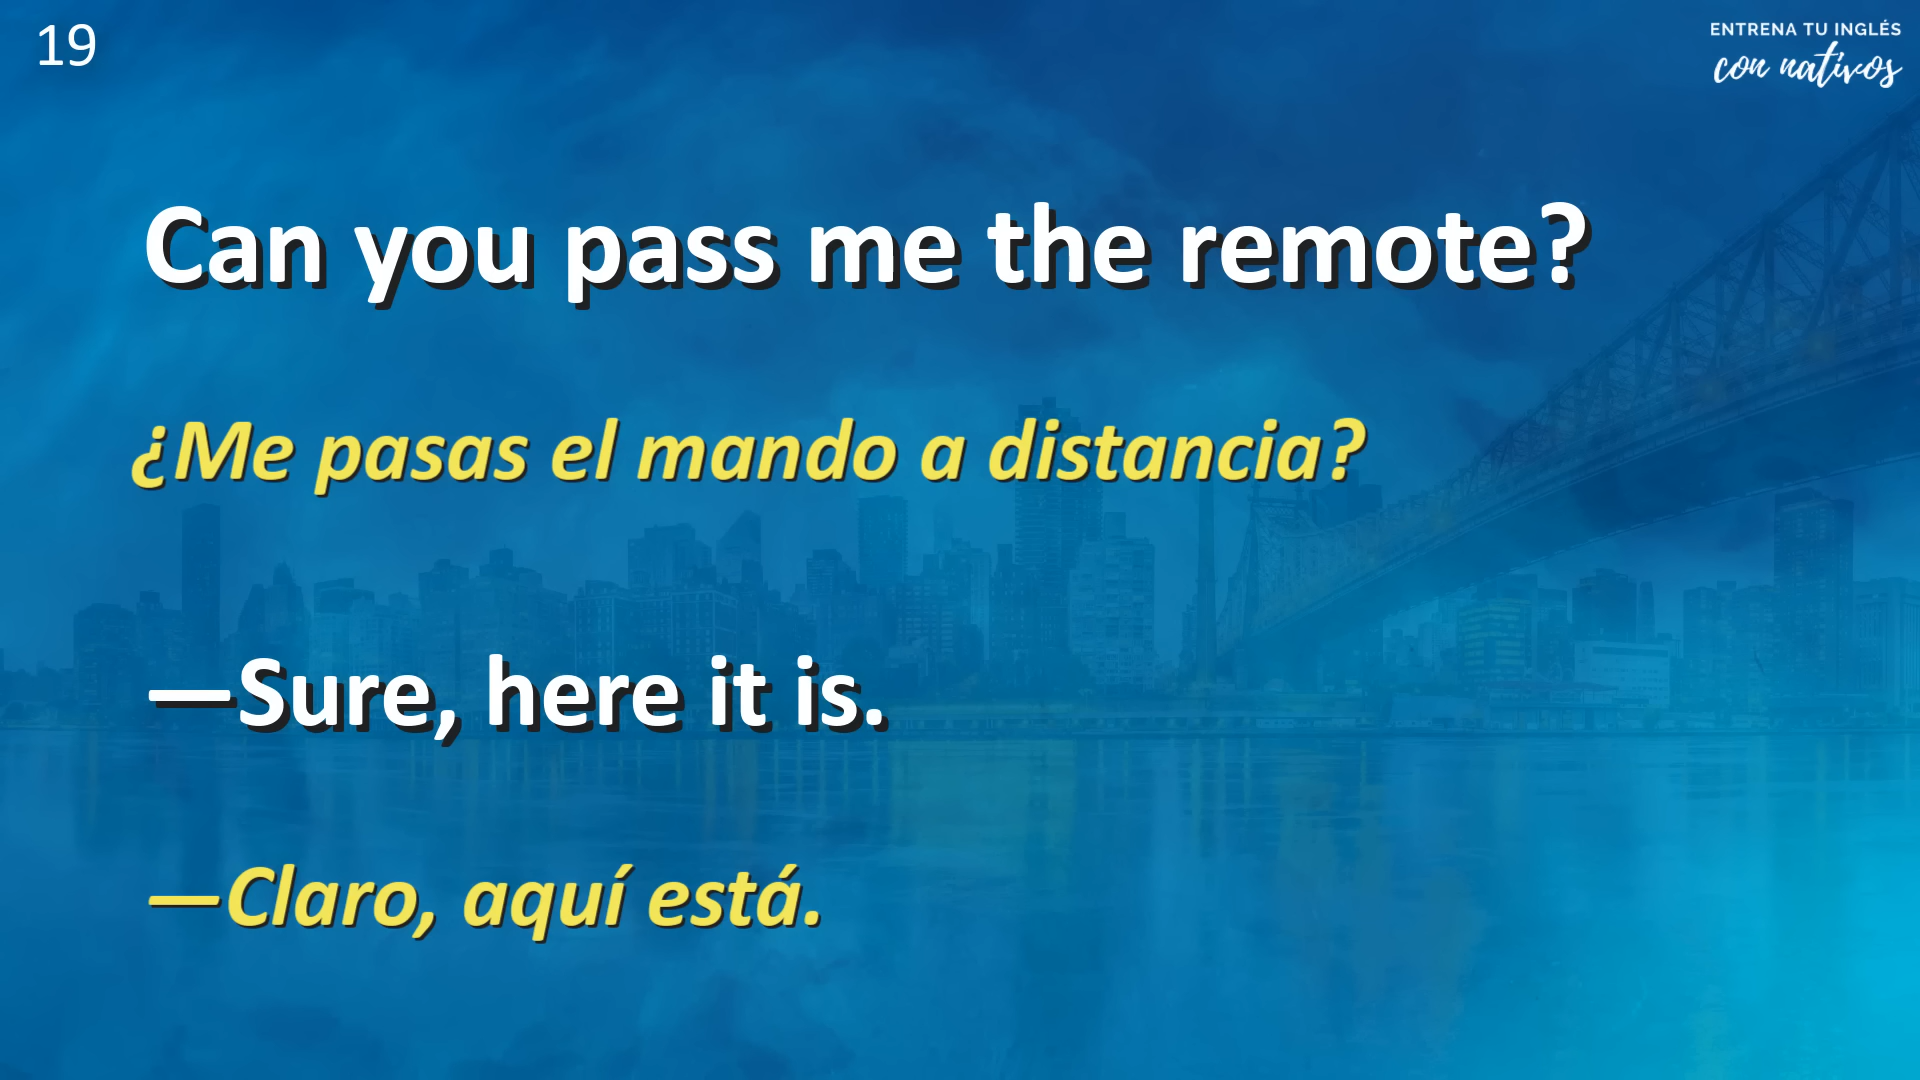 19
ENTRENA TU INGLÉS
con nativos
Can you pass me the remote?
¿Me pasas el mando a distancia?
—Sure, here it is.
—Claro, aquí está.